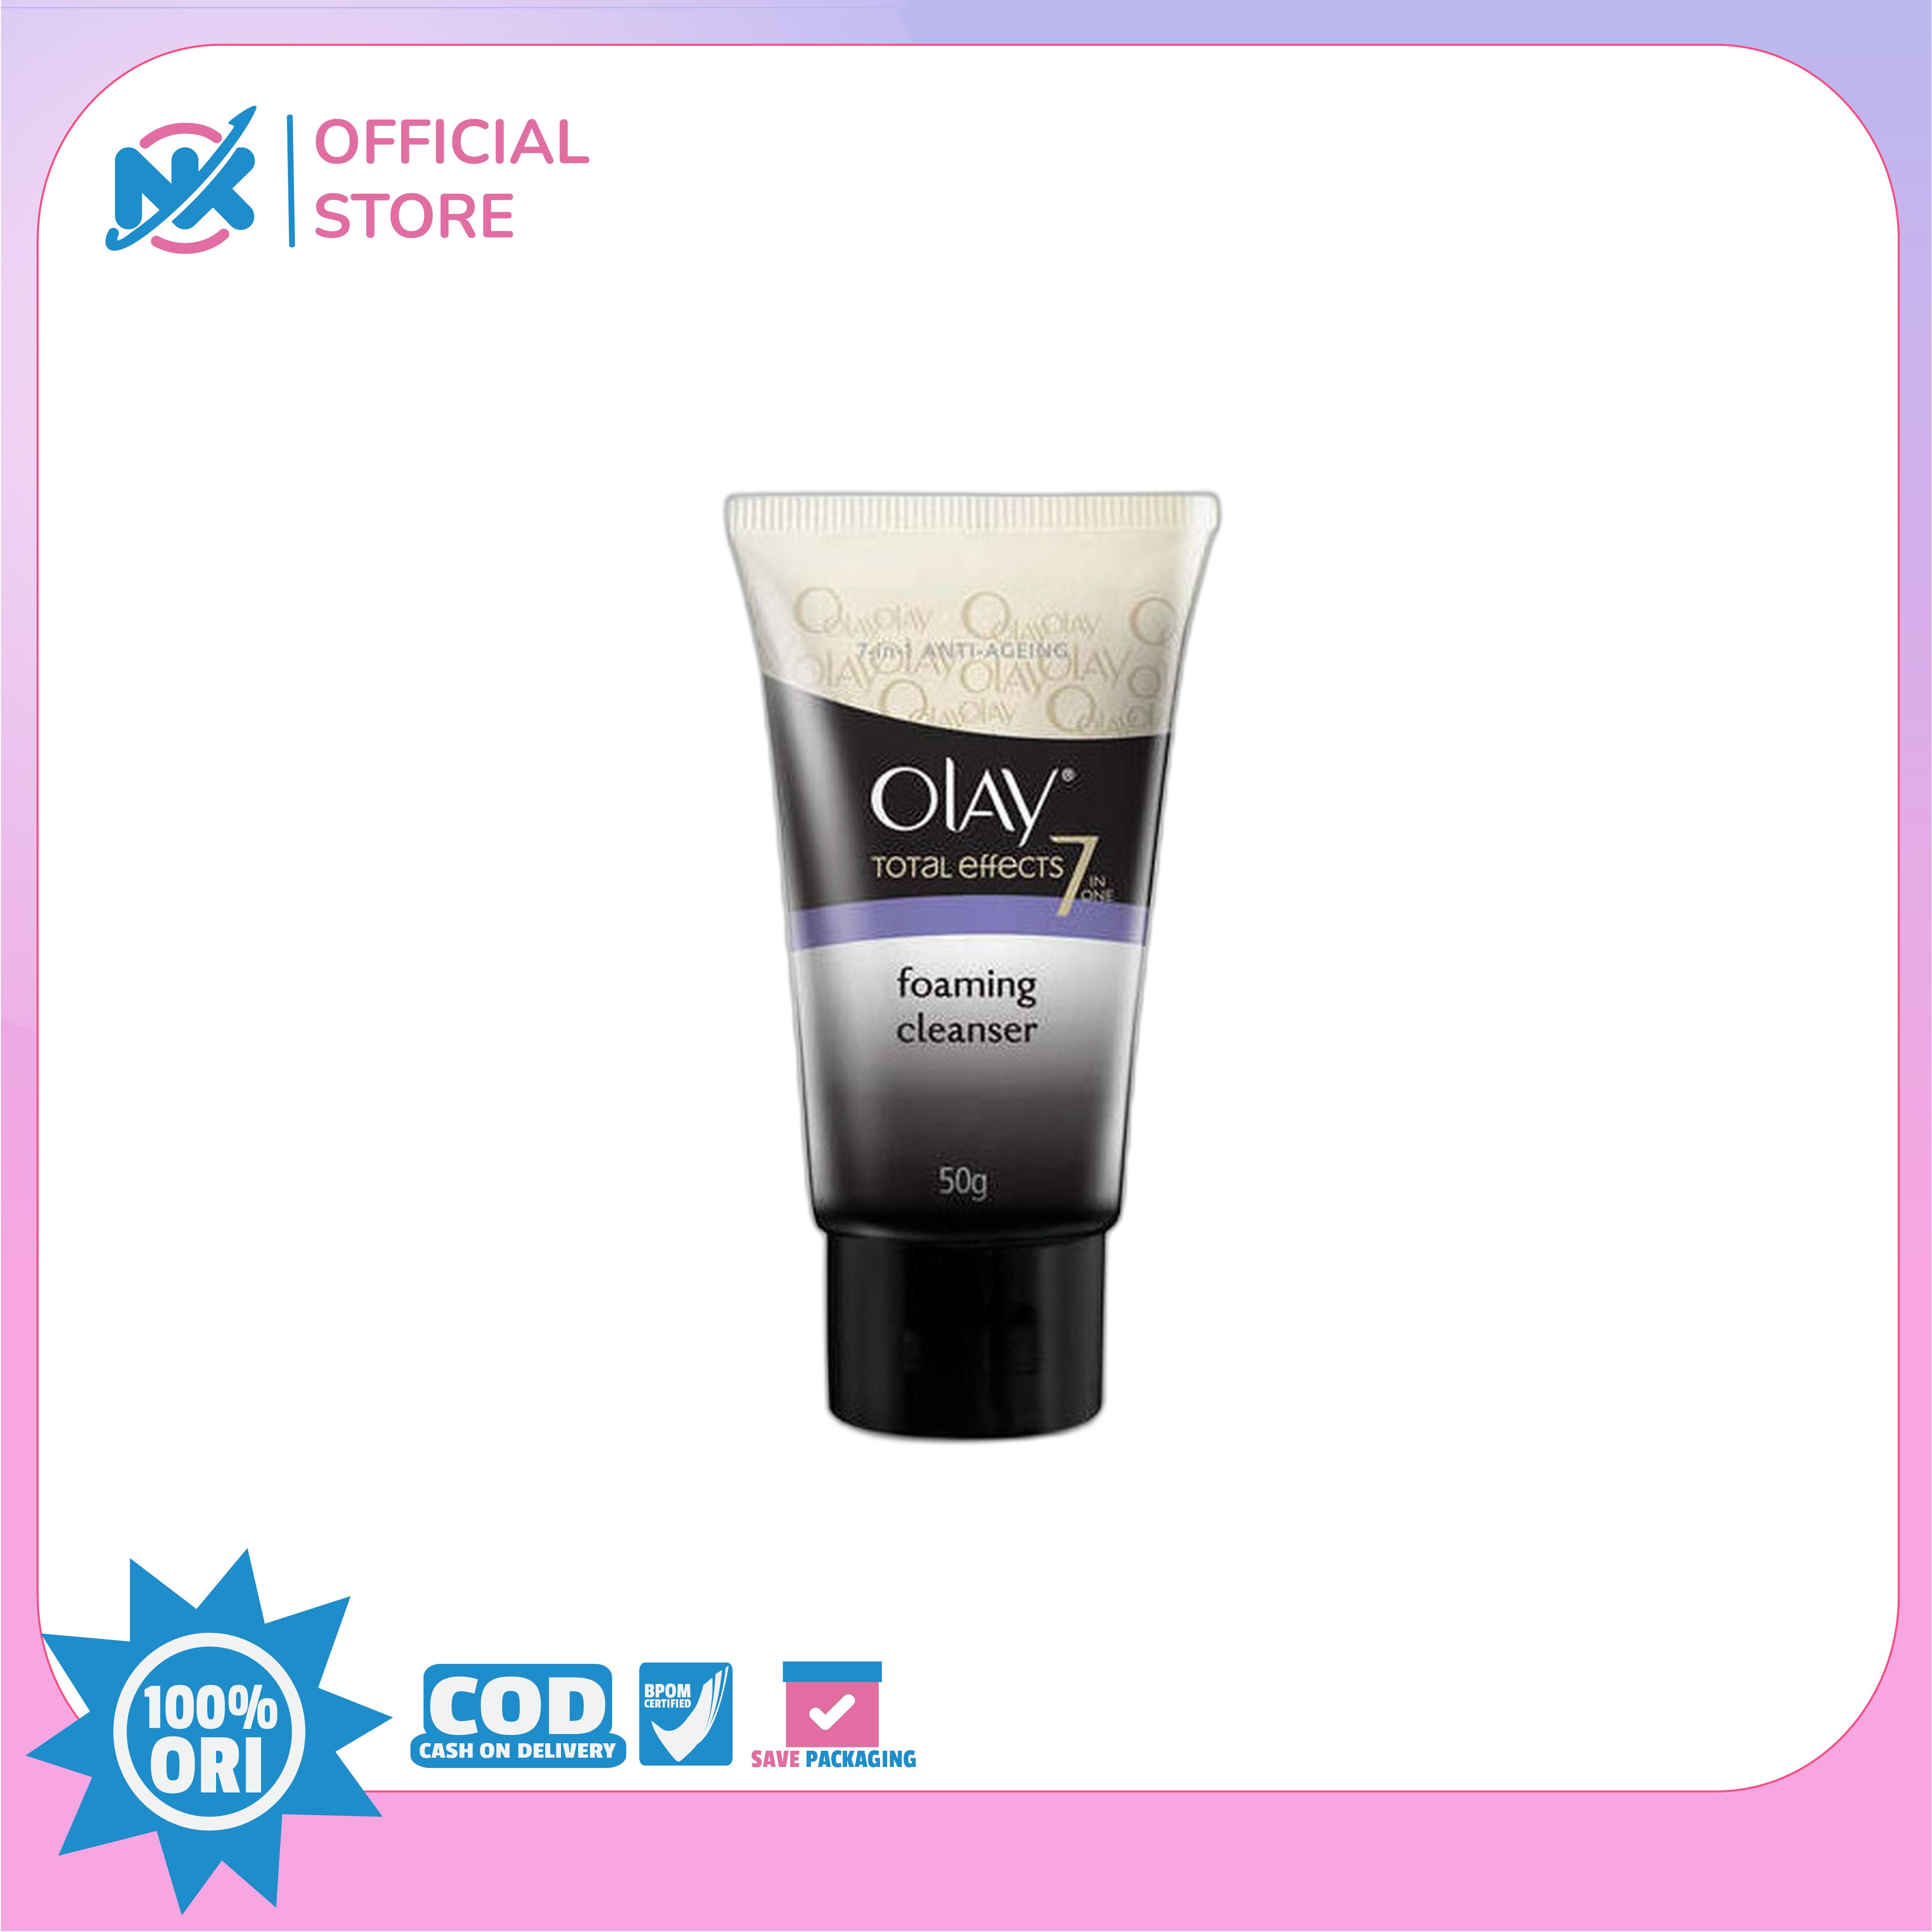 NK
OFFICIAL
STORE
7-in-1 ANTI-AGEING
OLAY®
TOTAL effects 7
IN
ONE
foaming
cleanser
50g
100%
ORI
COD
CASH ON DELIVERY
BPOM
CERTIFIED
SAVE PACKAGING